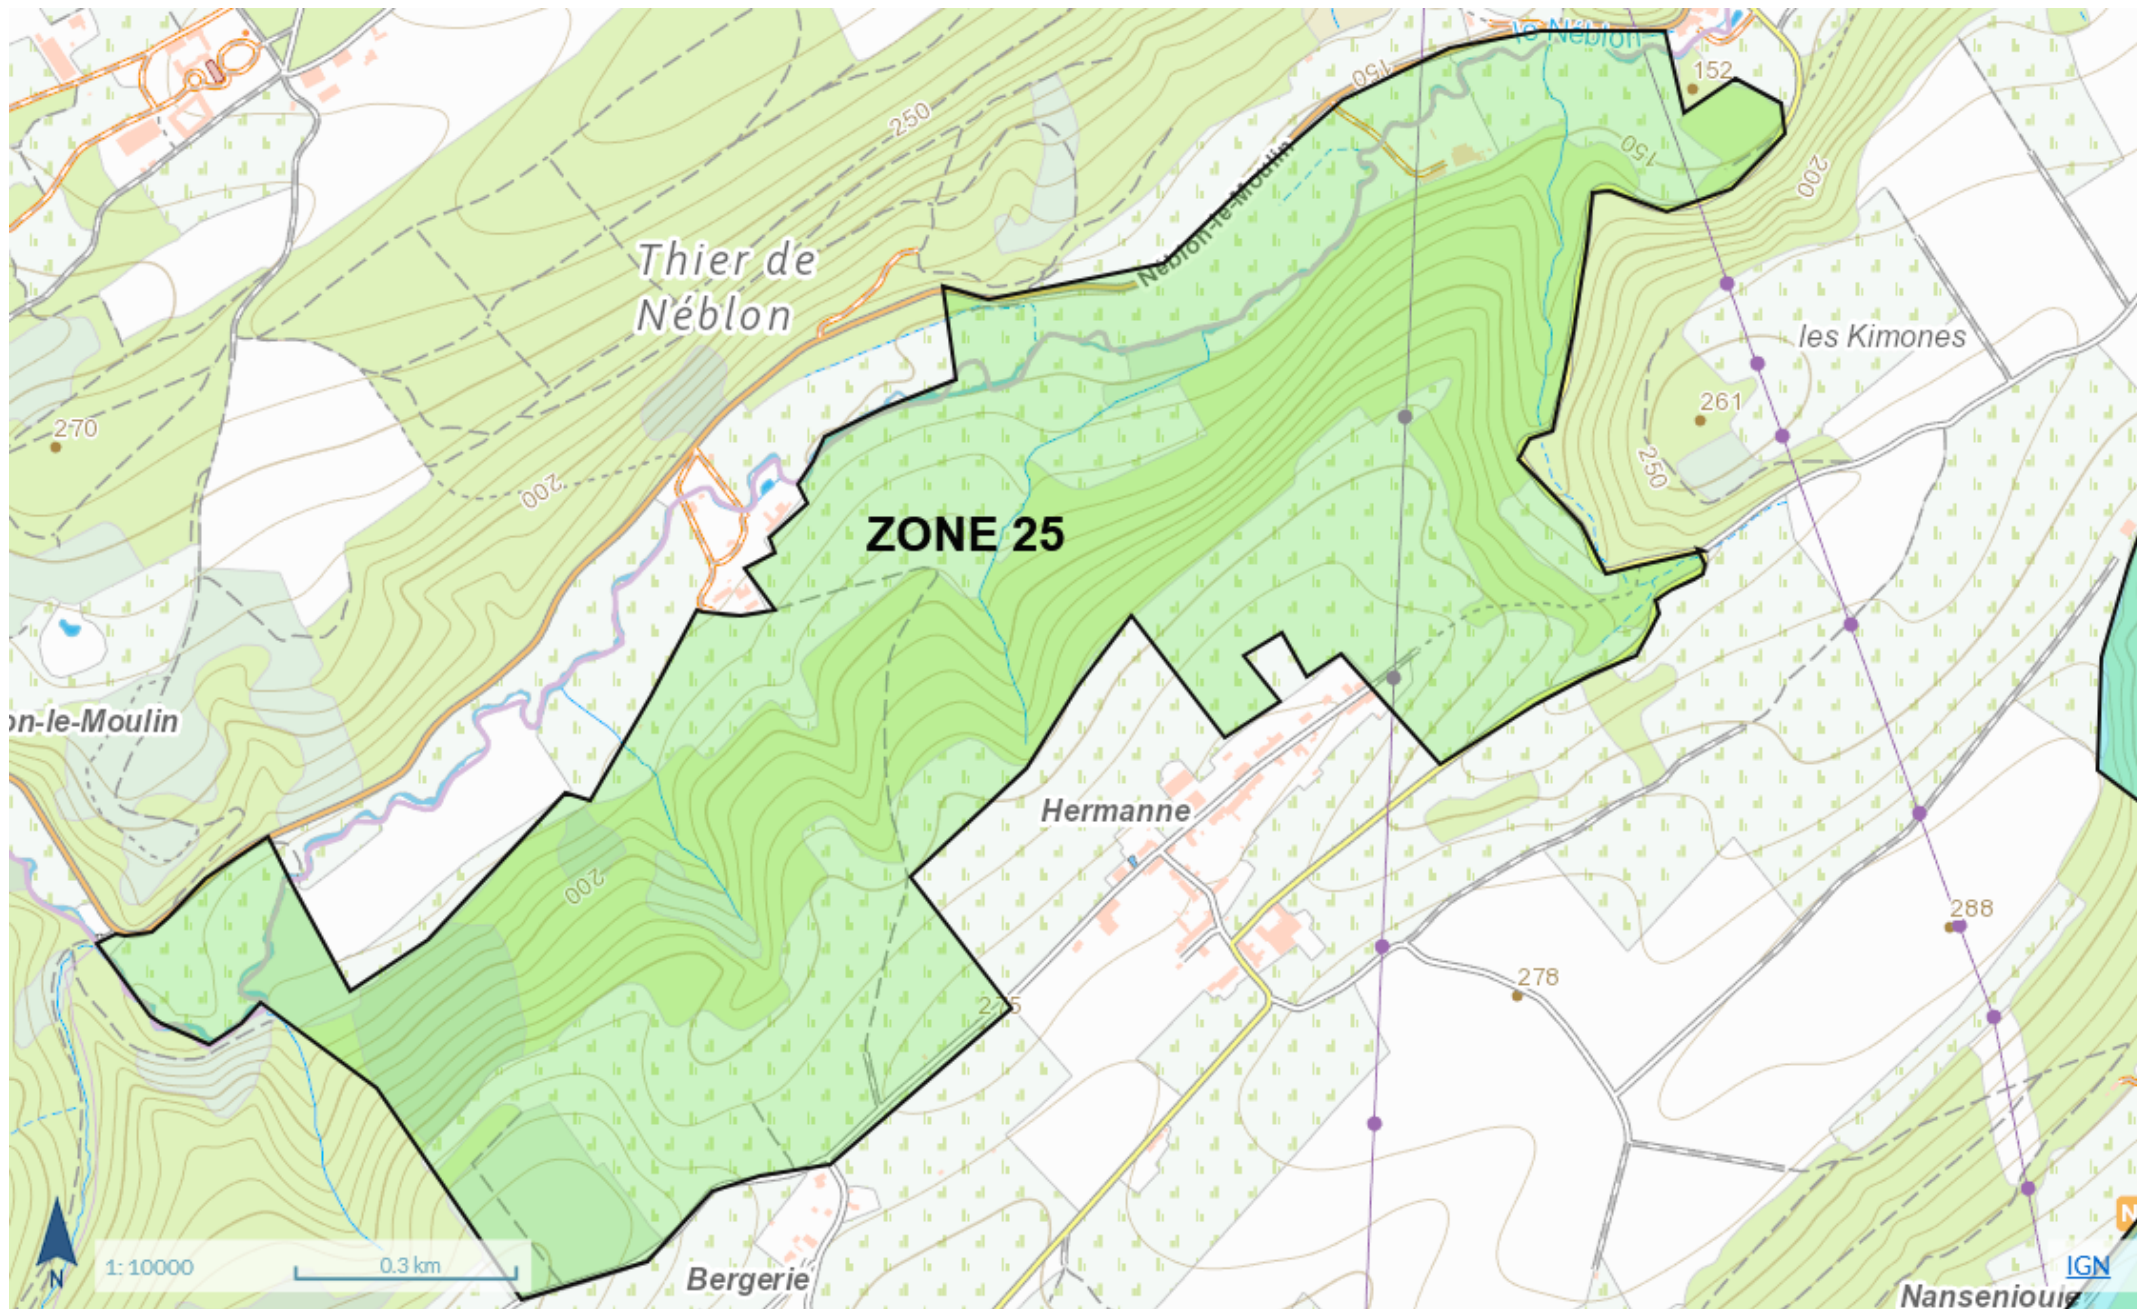 le Néblon
152
150
250
150
200
Néblon-le-Moulin
Thier de
Néblon
les Kimones
261
270
250
200
ZONE 25
on-le-Moulin
Hermanne
200
288
278
275
N
1:10000
0.3 km
Bergerie
N
IGN
Nansenioule